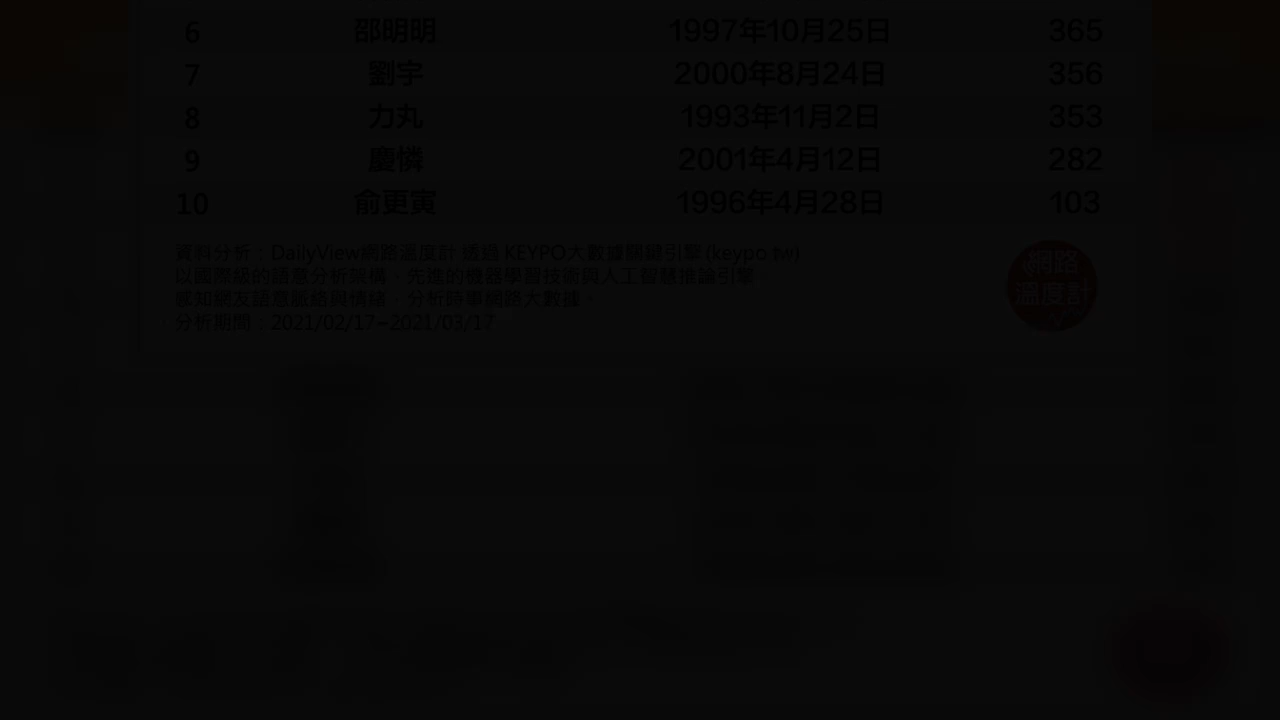 6 邵明明 1997年10月25日 365
7 劉宇 2000年8月24日 356
8 力丸 1993年11月2日 353
9 慶憐 2001年4月12日 282
10 俞更寅 1996年4月28日 103
資料分析：DailyView網路溫度計 透過 KEYPO大數據關鍵引擎 (keypo tw)
以國際級的語意分析架構、先進的機器學習技術與人工智慧推論引擎
感知網友語意脈絡與情緒，分析時事網路大數據。
分析期間：2021/02/17~2021/03/17
網路
溫度計